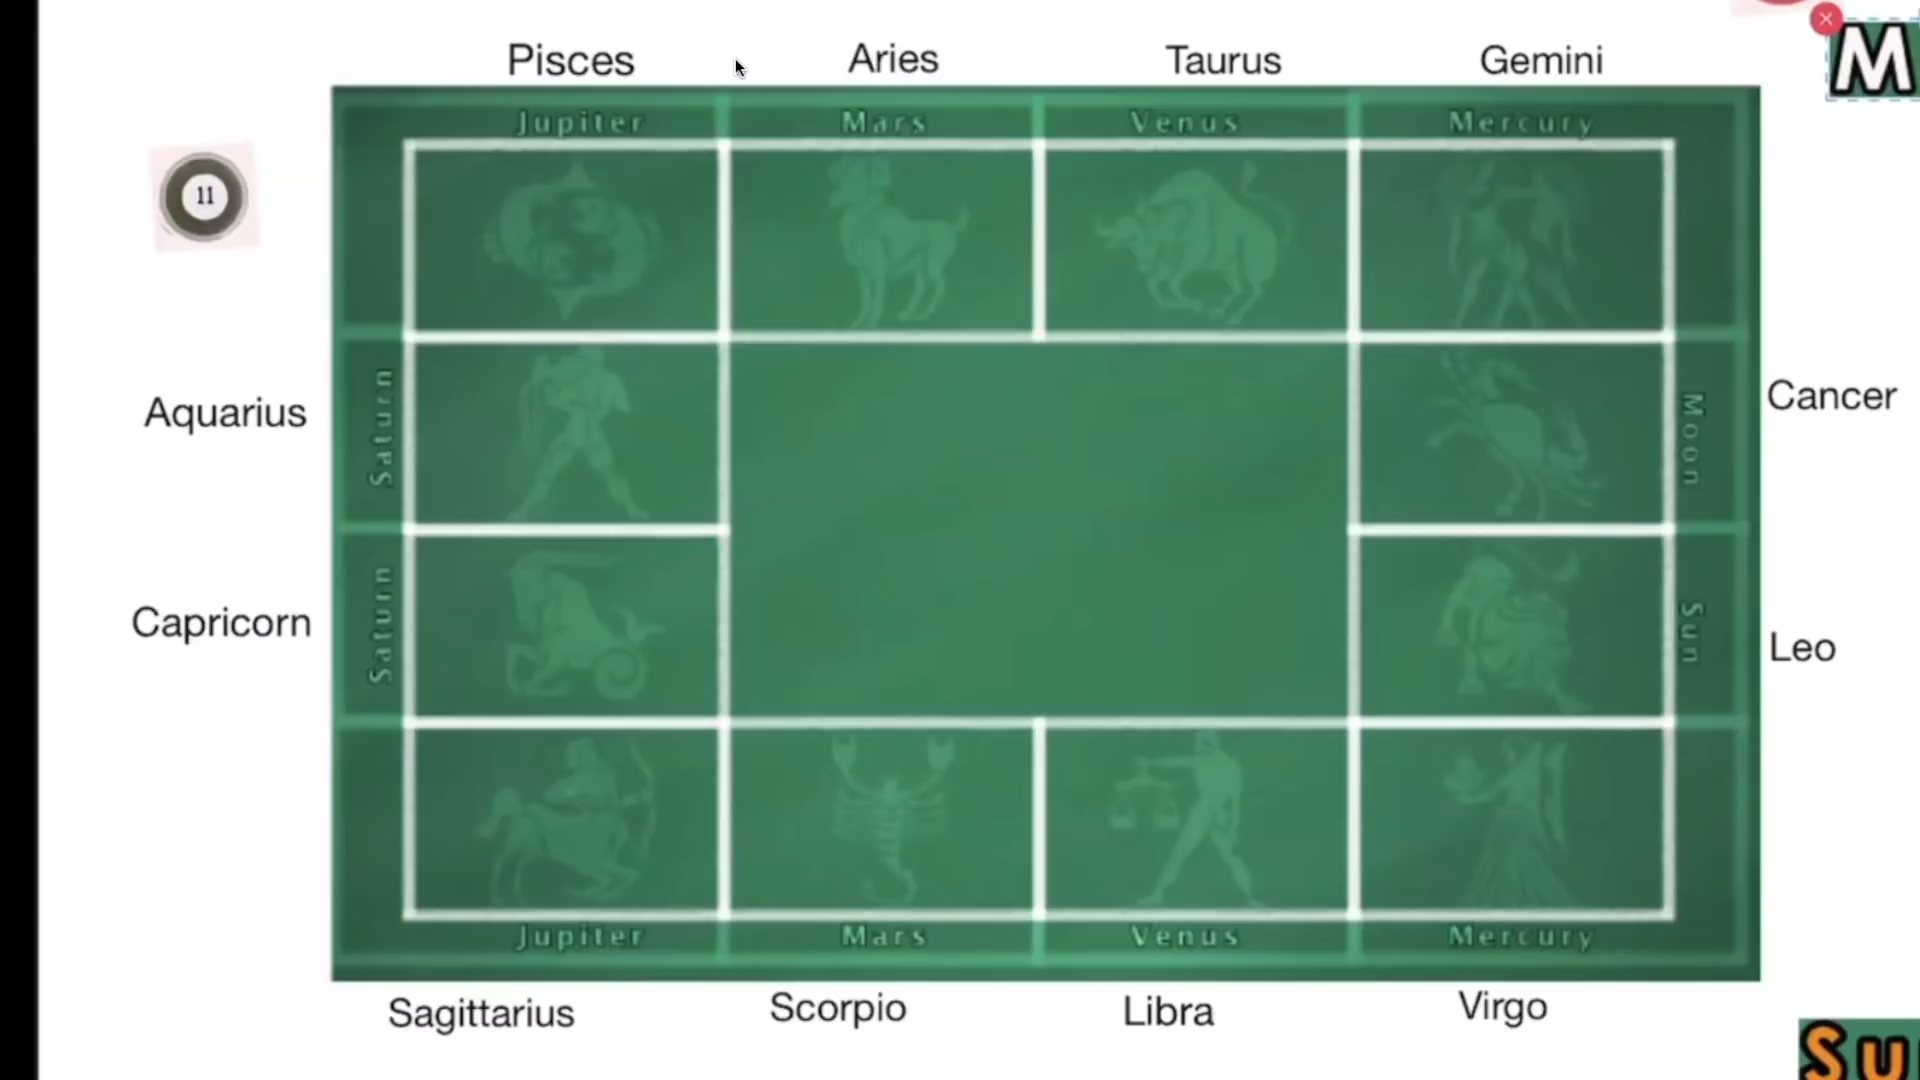 Pisces Aries Taurus Gemini
M
Jupiter Mars Venus Mercury
11
Aquarius
Saturn
Moon
Cancer
Capricorn
Saturn
Sun
Leo
Jupiter Mars Venus Mercury
Sagittarius Scorpio Libra Virgo
Su